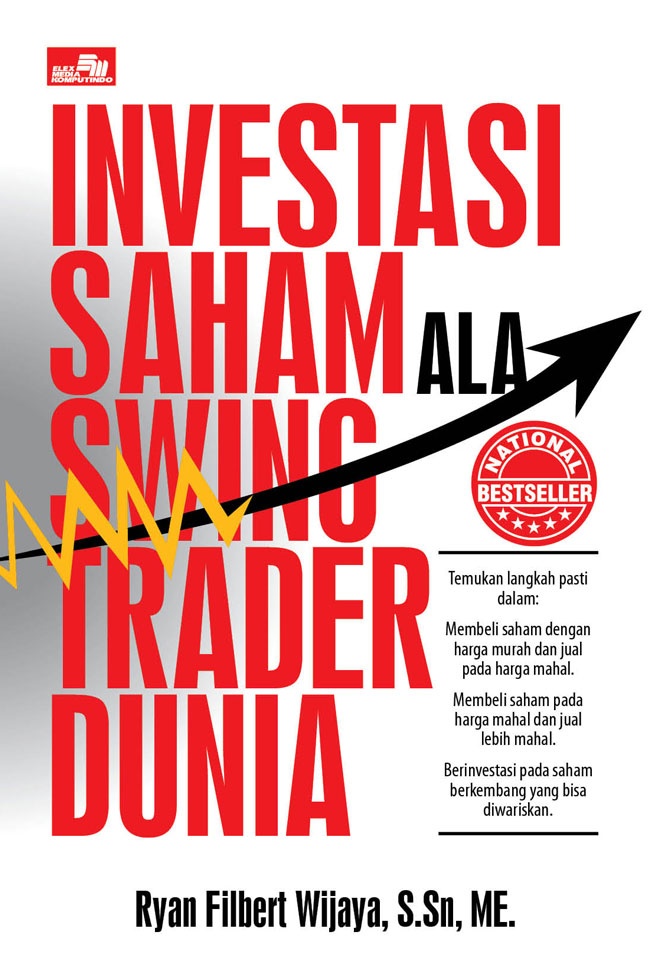 ELEX
MEDIA
KOMPUTINDO
INVESTASI
SAHAM ALA
SWING
TRADER
DUNIA
NATIONAL
BESTSELLER
Temukan langkah pasti
dalam:
Membeli saham dengan
harga murah dan jual
pada harga mahal.
Membeli saham pada
harga mahal dan jual
lebih mahal.
Berinvestasi pada saham
berkembang yang bisa
diwariskan.
Ryan Filbert Wijaya, S.Sn, ME.